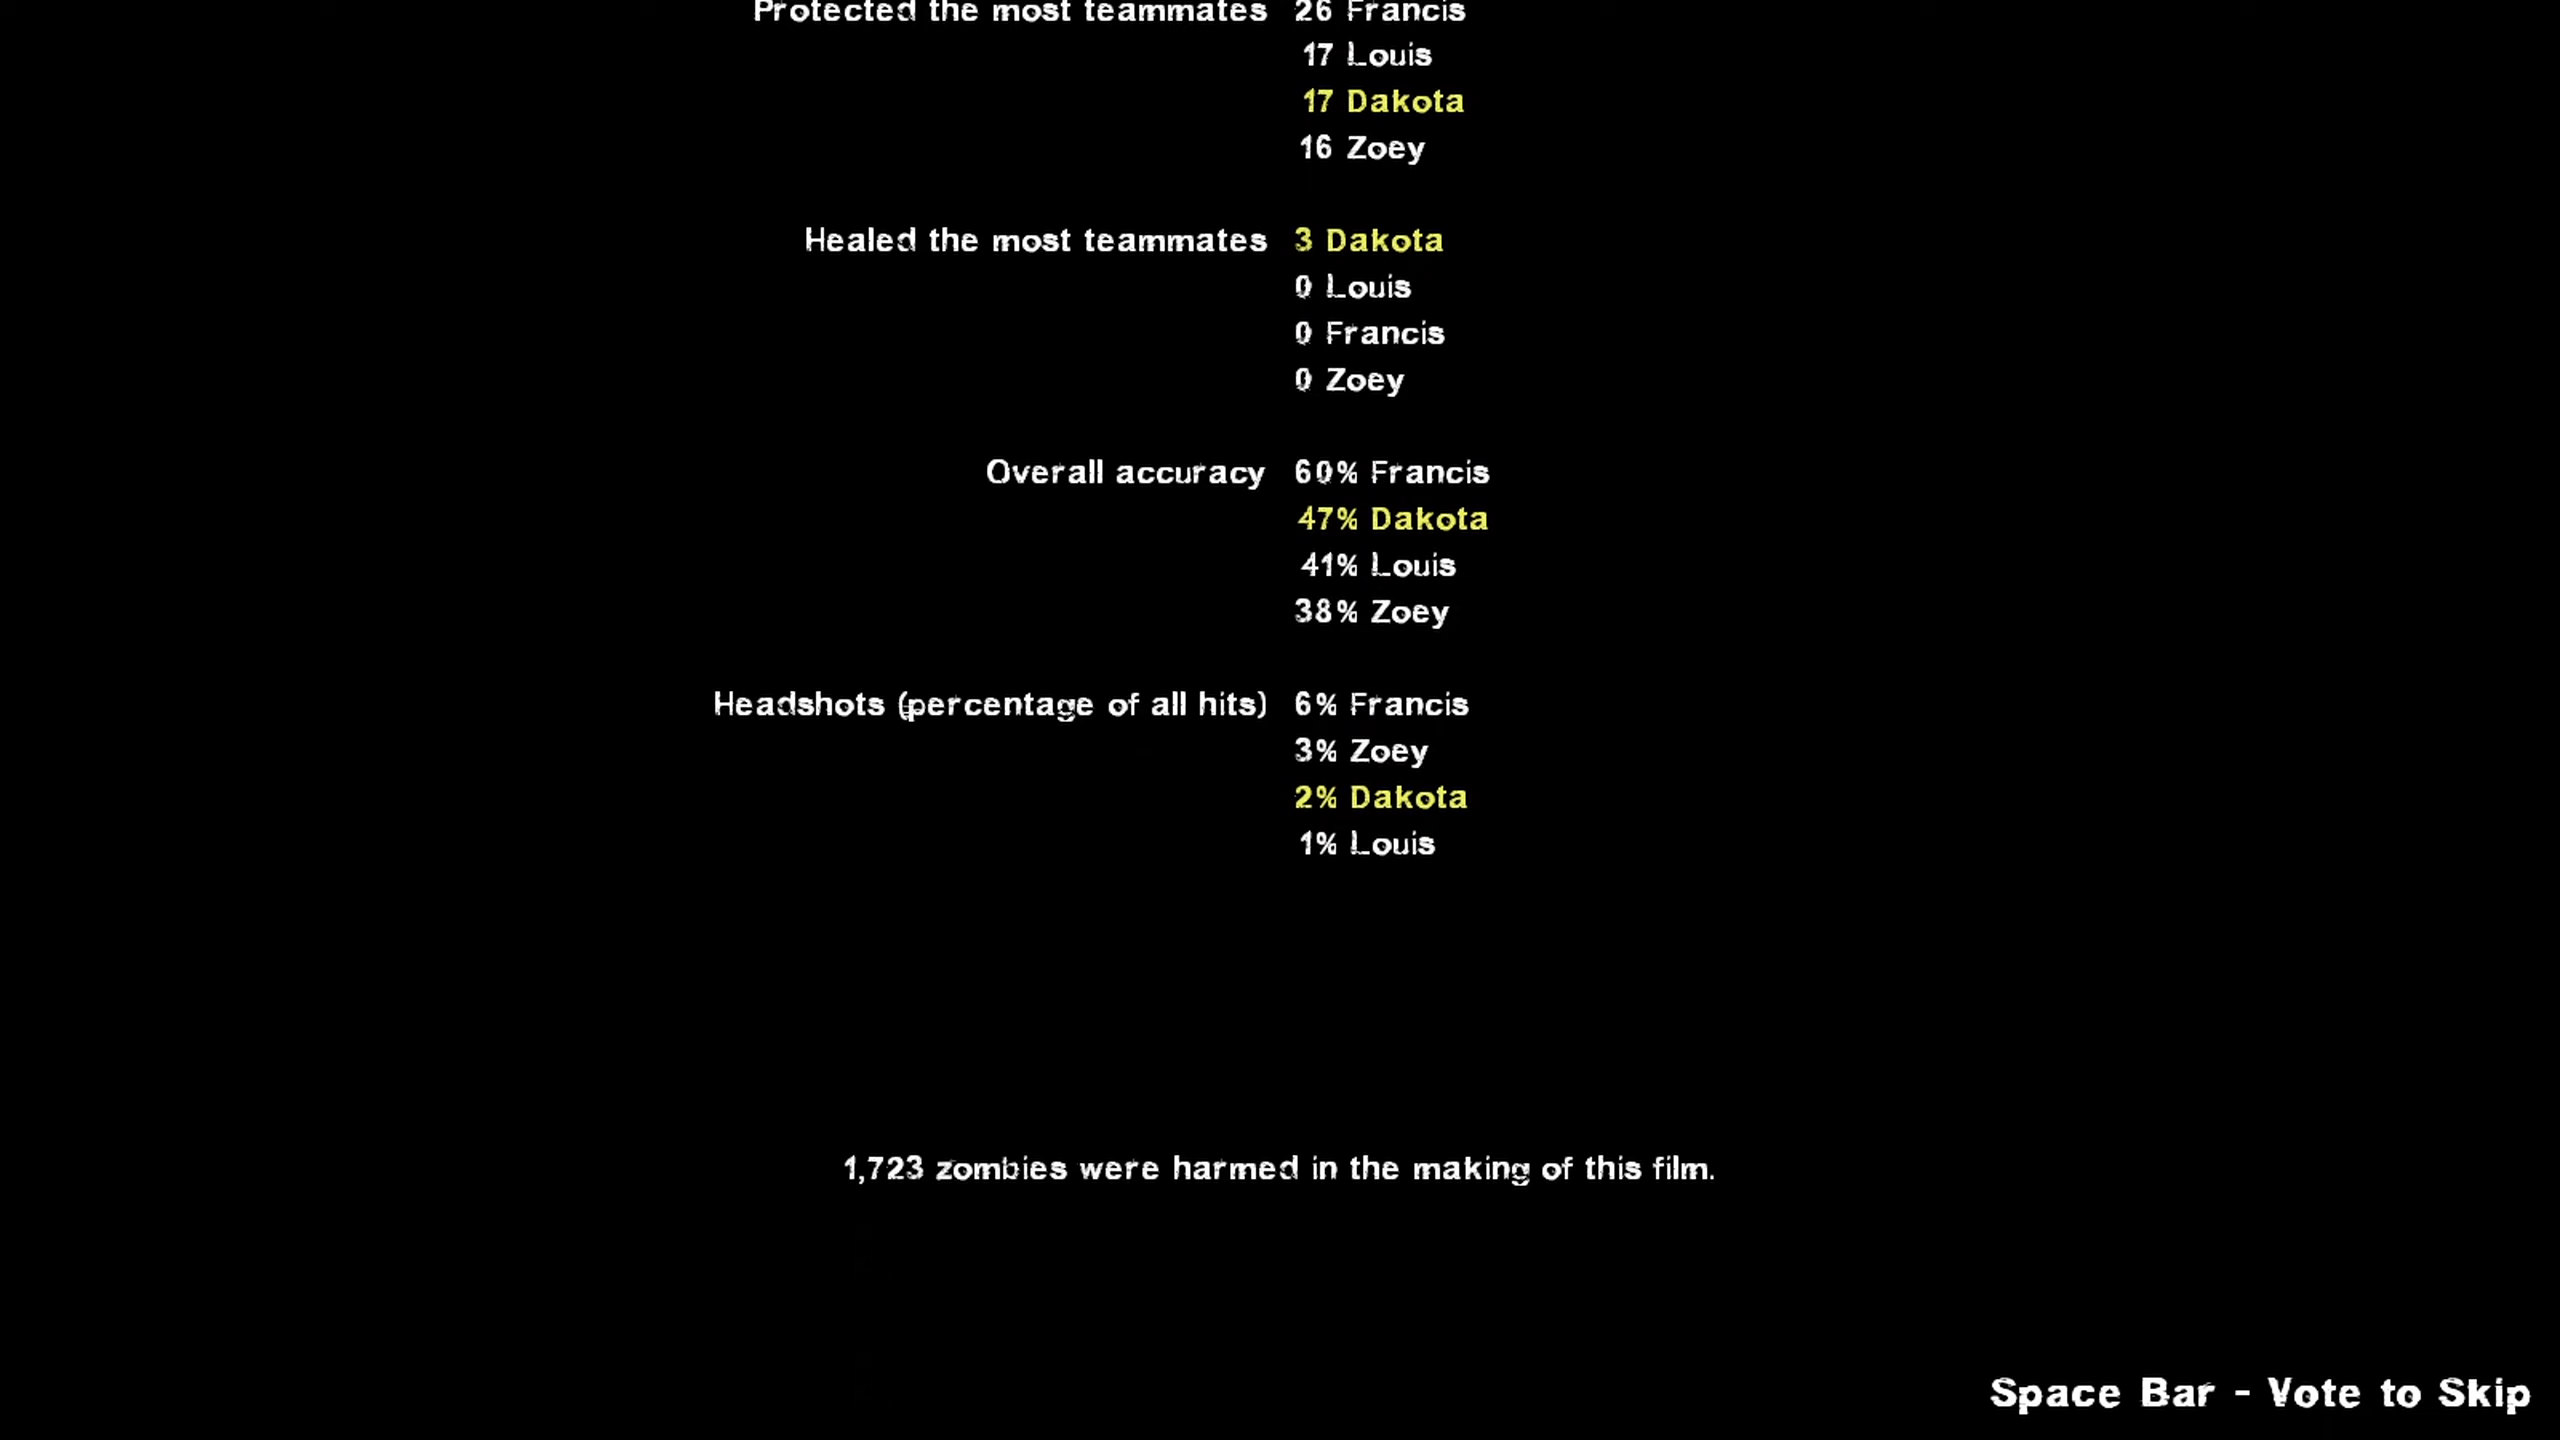 Protected the most teammates 26 Francis
17 Louis
17 Dakota
16 Zoey
Healed the most teammates 3 Dakota
0 Louis
0 Francis
0 Zoey
Overall accuracy 60% Francis
47% Dakota
41% Louis
38% Zoey
Headshots (percentage of all hits) 6% Francis
3% Zoey
2% Dakota
1% Louis
1,723 zombies were harmed in the making of this film.
Space Bar - Vote to Skip